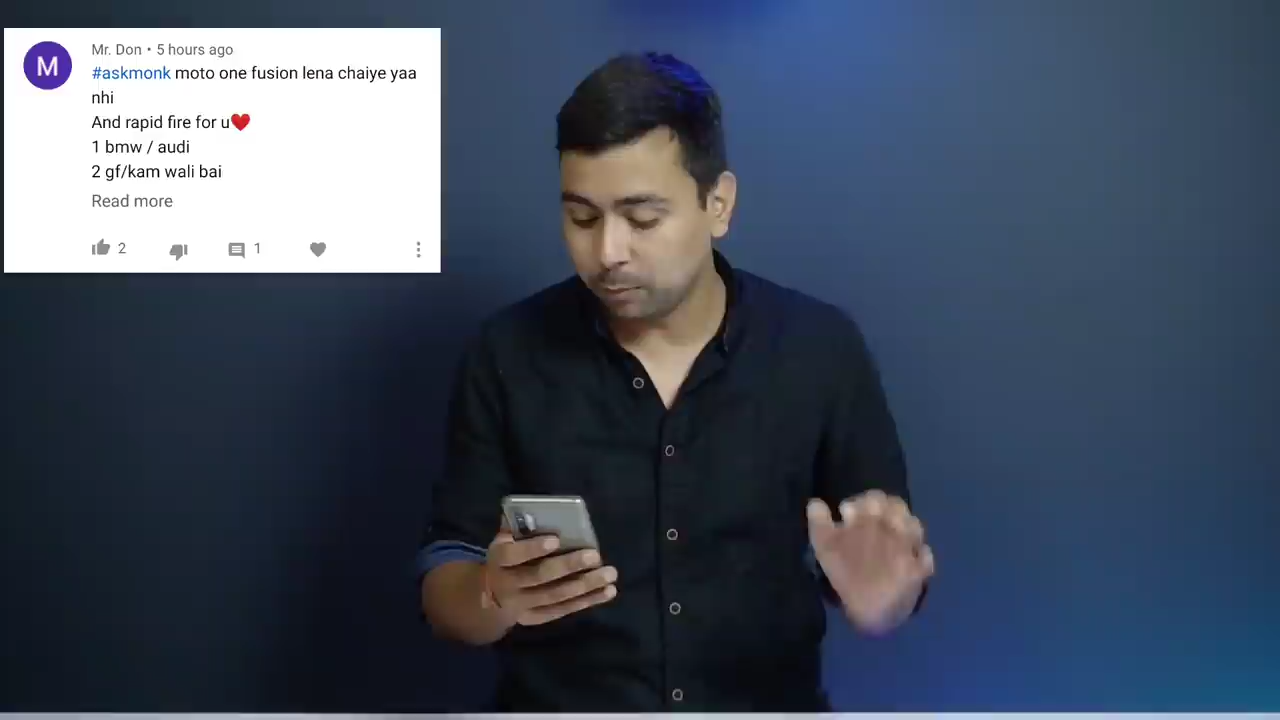 M
Mr. Don • 5 hours ago
#askmonk moto one fusion lena chaiye yaa
nhi
And rapid fire for u❤️
1 bmw / audi
2 gf/kam wali bai
Read more
2
1